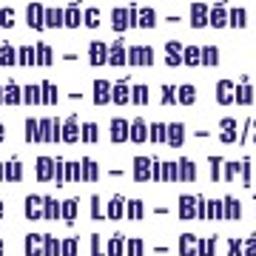 c Quốc gia – Bến
ành – Đầm Sen
ành – Bến xe Củ
Miền Đông – 3/2
ú Định – Bình Trị
Chợ Lớn – Bình
Chợ Lớn – Cư xá